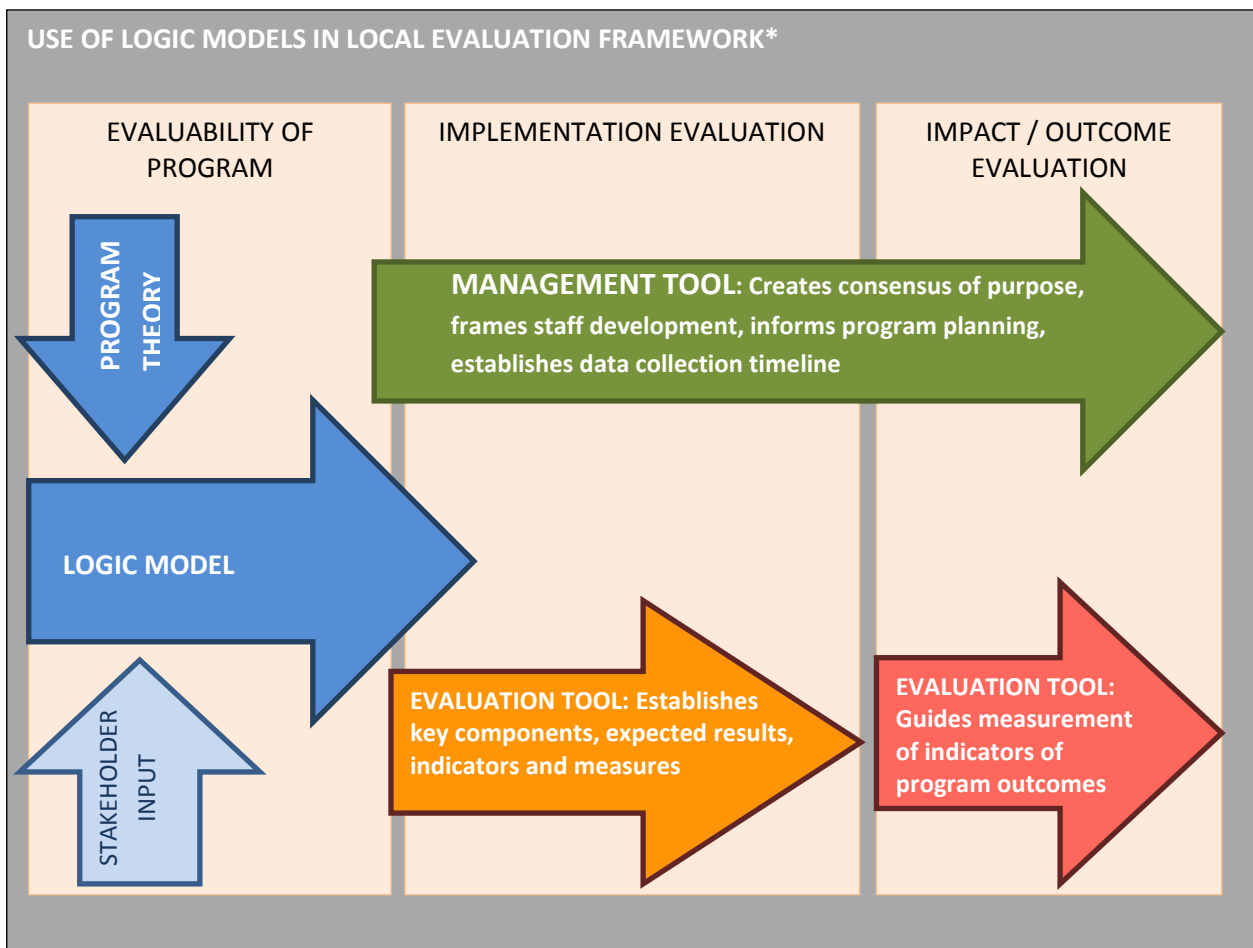 USE OF LOGIC MODELS IN LOCAL EVALUATION FRAMEWORK*
EVALUABILITY OF
PROGRAM
IMPLEMENTATION EVALUATION
IMPACT / OUTCOME
EVALUATION
PROGRAM
THEORY
MANAGEMENT TOOL: Creates consensus of purpose,
frames staff development, informs program planning,
establishes data collection timeline
LOGIC MODEL
STAKEHOLDER
INPUT
EVALUATION TOOL: Establishes
key components, expected results,
indicators and measures
EVALUATION TOOL:
Guides measurement
of indicators of
program outcomes